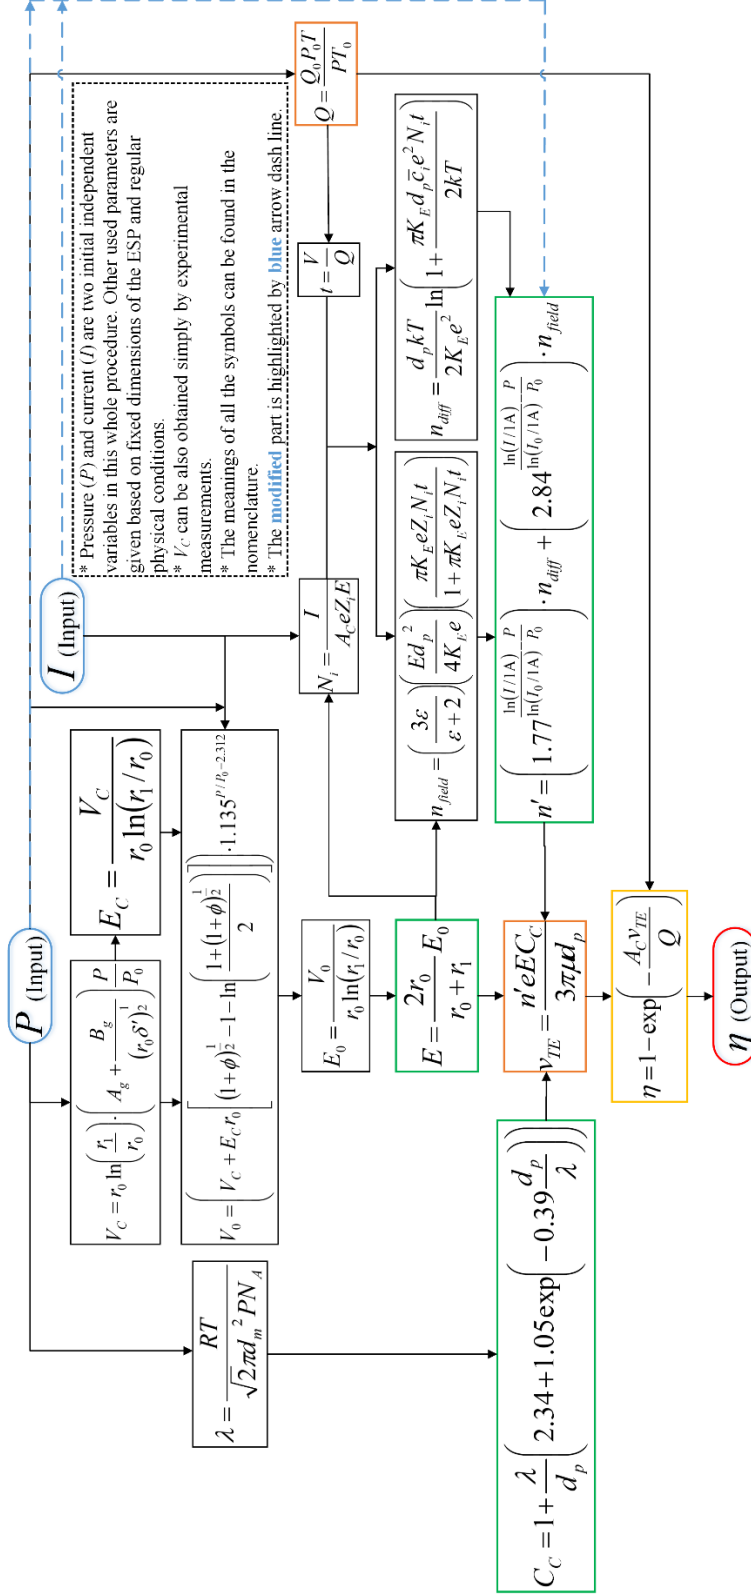 P (Input)
I (Input)
* Pressure (P) and current (I) are two initial independent
variables in this whole procedure. Other used parameters are
given based on fixed dimensions of the ESP and regular
physical conditions.
* V_C can be also obtained simply by experimental
measurements.
* The meanings of all the symbols can be found in the
nomenclature.
* The modified part is highlighted by blue arrow dash line.
λ = RT / (√2πd_m^2 PN_A)
V_C = r_0 ln(r_1/r_0) · (A_g + B_g/(r_0δ')^(1/2)) P/P_0
E_C = V_C / (r_0 ln(r_1/r_0))
V_0 = (V_C + E_C r_0 [(1+ϕ)^(1/2) − 1 − ln((1+(1+ϕ)^(1/2))/2)]) · 1.135^(P/P_0−2.312)
E_0 = V_0 / (r_0 ln(r_1/r_0))
N_i = I / (A_C eZ_i E)
t = V/Q
Q = Q_0 P_0 T / (PT_0)
E = (2r_0/(r_0 + r_1)) E_0
n_field = (3ε/(ε+2)) (Ed_p^2/(4K_E e)) (πK_E eZ_i N_i t/(1+πK_E eZ_i N_i t))
n_diff = (d_p kT/(2K_E e^2)) ln(1 + πK_E d_p c̄_i e^2 N_i t/(2kT))
C_C = 1 + (λ/d_p) (2.34 + 1.05exp(−0.39 d_p/λ))
v_TE = n'eEC_C / (3πμd_p)
n' = (1.77^((ln(I/1A)/ln(I_0/1A)) − (P/P_0))) · n_diff + (2.84^((ln(I/1A)/ln(I_0/1A)) − (P/P_0))) · n_field
η = 1 − exp(−A_C v_TE/Q)
η (Output)